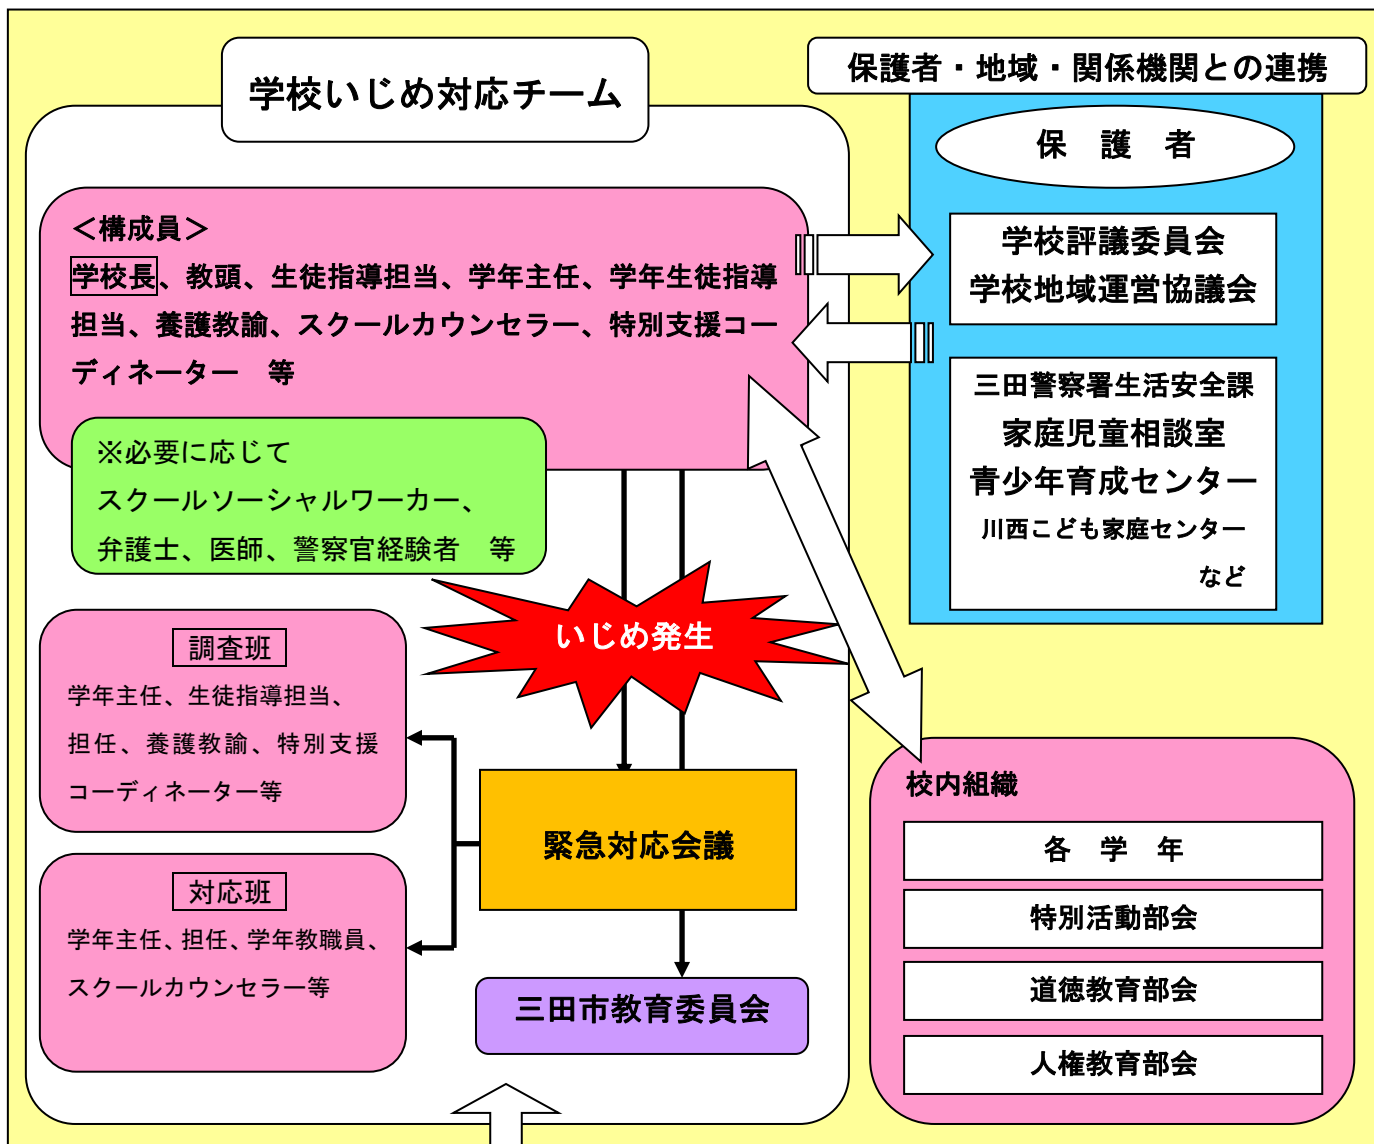 学校いじめ対応チーム
＜構成員＞
学校長、教頭、生徒指導担当、学年主任、学年生徒指導
担当、養護教諭、スクールカウンセラー、特別支援コー
ディネーター　等
※必要に応じて
スクールソーシャルワーカー、
弁護士、医師、警察官経験者　等
いじめ発生
調査班
学年主任、生徒指導担当、
担任、養護教諭、特別支援
コーディネーター等
対応班
学年主任、担任、学年教職員、
スクールカウンセラー等
緊急対応会議
三田市教育委員会
保護者・地域・関係機関との連携
保　護　者
学校評議委員会
学校地域運営協議会
三田警察署生活安全課
家庭児童相談室
青少年育成センター
川西こども家庭センター
など
校内組織
各　学　年
特別活動部会
道徳教育部会
人権教育部会